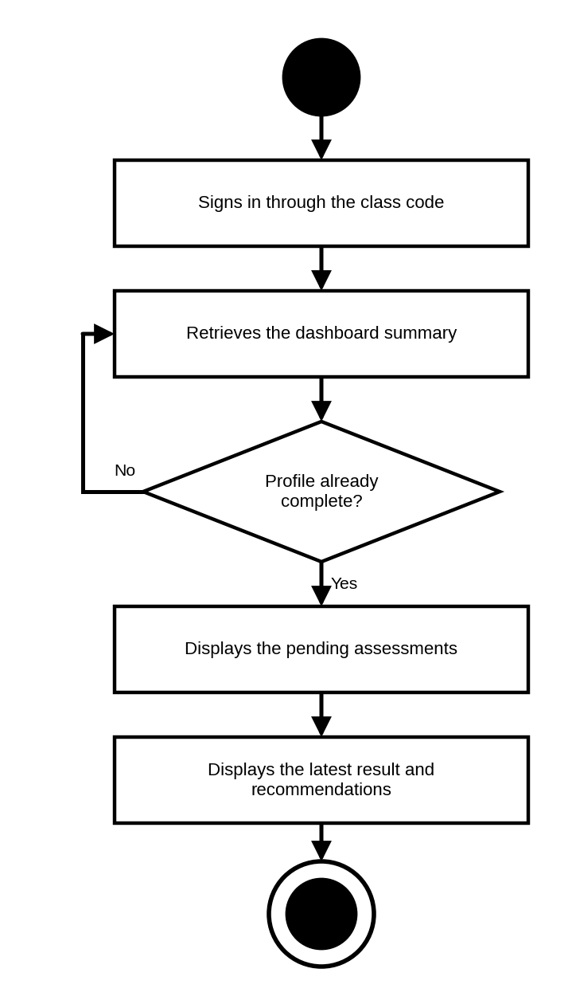 Signs in through the class code
Retrieves the dashboard summary
No
Profile already
complete?
Yes
Displays the pending assessments
Displays the latest result and
recommendations